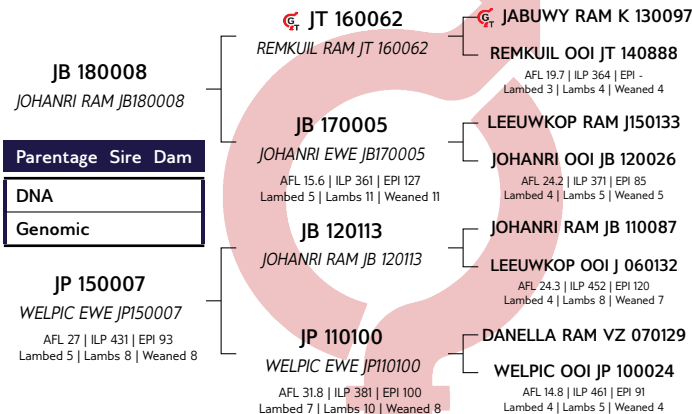 JB 180008
JOHANRI RAM JB180008
Parentage Sire Dam
DNA
Genomic
JP 150007
WELPIC EWE JP150007
AFL 27 | ILP 431 | EPI 93
Lambed 5 | Lambs 8 | Weaned 8
GT JT 160062
REMKUIL RAM JT 160062
JB 170005
JOHANRI EWE JB170005
AFL 15.6 | ILP 361 | EPI 127
Lambed 5 | Lambs 11 | Weaned 11
JB 120113
JOHANRI RAM JB 120113
JP 110100
WELPIC EWE JP110100
AFL 31.8 | ILP 381 | EPI 100
Lambed 7 | Lambs 10 | Weaned 8
GT JABUWY RAM K 130097
REMKUIL OOI JT 140888
AFL 19.7 | ILP 364 | EPI -
Lambed 3 | Lambs 4 | Weaned 4
LEEUWKOP RAM J150133
JOHANRI OOI JB 120026
AFL 24.2 | ILP 371 | EPI 85
Lambed 4 | Lambs 5 | Weaned 5
JOHANRI RAM JB 110087
LEEUWKOP OOI J 060132
AFL 24.3 | ILP 452 | EPI 120
Lambed 4 | Lambs 8 | Weaned 7
DANELLA RAM VZ 070129
WELPIC OOI JP 100024
AFL 14.8 | ILP 461 | EPI 91
Lambed 4 | Lambs 5 | Weaned 4